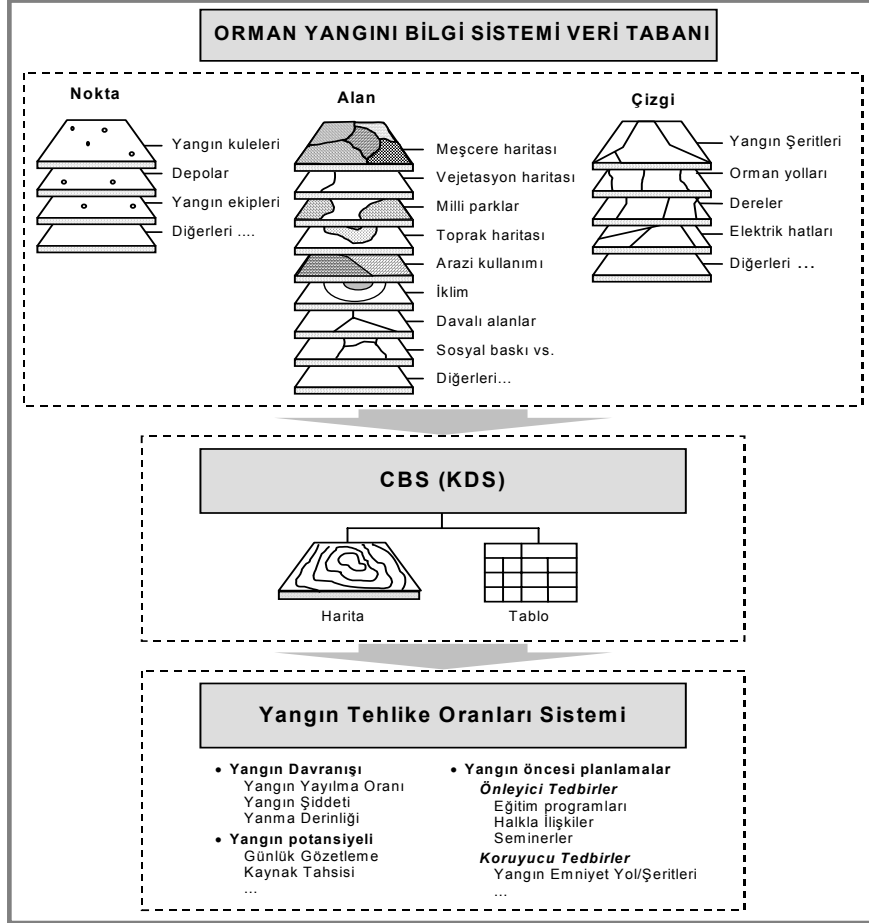 ORMAN YANGINI BİLGİ SİSTEMİ VERİ TABANI
Nokta
Yangın kuleleri
Depolar
Yangın ekipleri
Diğerleri ....
Alan
Meşcere haritası
Vejetasyon haritası
Milli parklar
Toprak haritası
Arazi kullanımı
İklim
Davalı alanlar
Sosyal baskı vs.
Diğerleri...
Çizgi
Yangın Şeritleri
Orman yolları
Dereler
Elektrik hatları
Diğerleri ...
CBS (KDS)
Harita
Tablo
Yangın Tehlike Oranları Sistemi
• Yangın Davranışı
Yangın Yayılma Oranı
Yangın Şiddeti
Yanma Derinliği
• Yangın potansiyeli
Günlük Gözetleme
Kaynak Tahsisi
...
• Yangın öncesi planlamalar
Önleyici Tedbirler
Eğitim programları
Halkla İlişkiler
Seminerler
Koruyucu Tedbirler
Yangın Emniyet Yol/Şeritleri
...